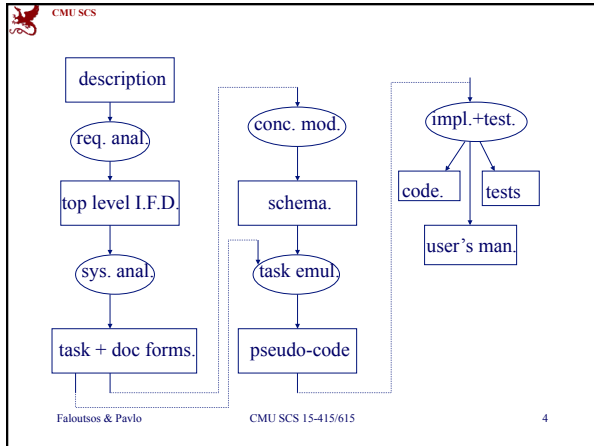 CMU SCS
description
req. anal.
top level I.F.D.
sys. anal.
task + doc forms.
conc. mod.
schema.
task emul.
pseudo-code
impl.+test.
code.
tests
user's man.
Faloutsos & Pavlo
CMU SCS 15-415/615
4